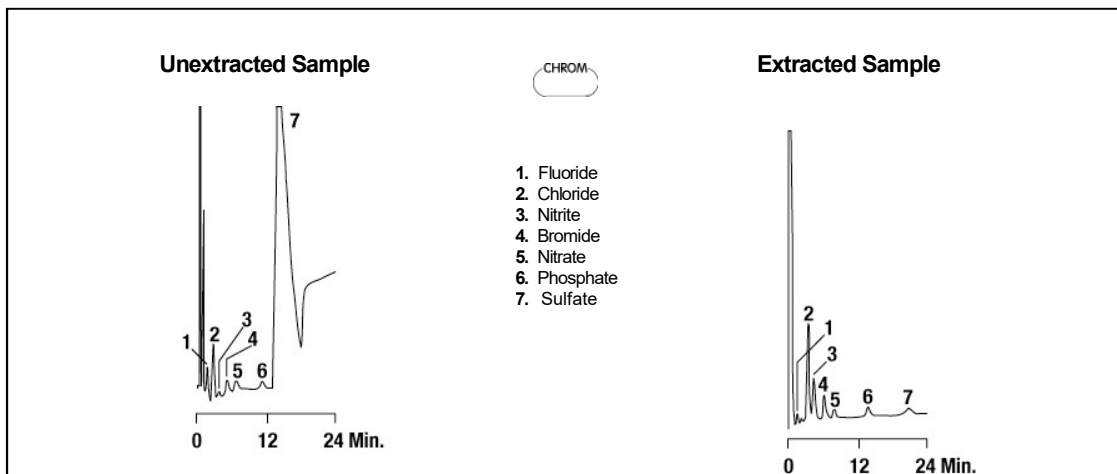 Unextracted Sample
CHROM
Extracted Sample
7
1
2
3
4
5
6
0
12
24 Min.
1. Fluoride
2. Chloride
3. Nitrite
4. Bromide
5. Nitrate
6. Phosphate
7. Sulfate
2
1
3
4
5
6
7
0
12
24 Min.